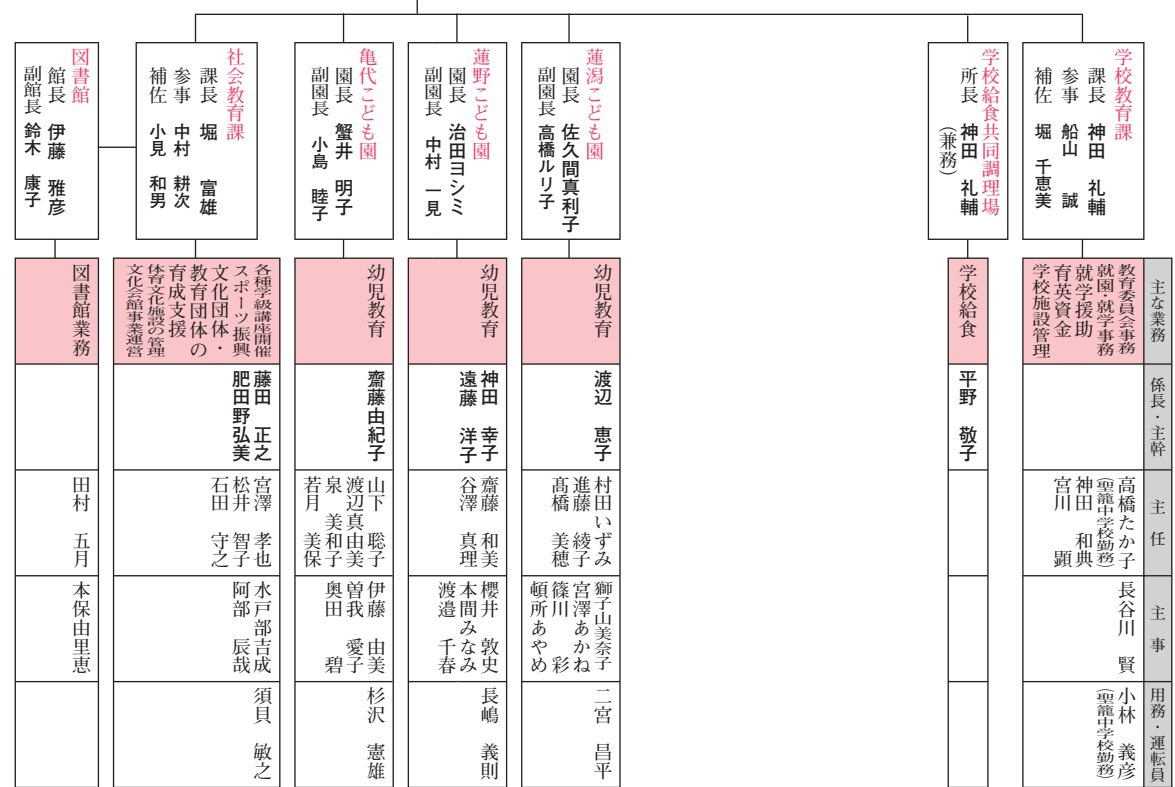 学校教育課
課長 神田 礼輔
参事 船山 誠
補佐 堀 千恵美
学校給食共同調理場
所長 神田 礼輔
(兼務)
蓮潟こども園
園長 佐久間真利子
副園長 高橋ルリ子
蓮野こども園
園長 治田ヨシミ
副園長 中村 一見
亀代こども園
園長 蟹井 明子
副園長 小島 睦子
社会教育課
課長 堀 富雄
参事 中村 耕次
補佐 小見 和男
図書館
館長 伊藤 雅彦
副館長 鈴木 康子
主な業務
教育委員会事務
就園・就学事務
就学援助
育英資金
学校施設管理
学校給食
幼児教育
幼児教育
幼児教育
各種学級講座開催
スポーツ振興
文化団体・
教育団体の
育成支援
体育文化施設の管理
文化会館事業運営
図書館業務
係長・主幹
平野 敬子
渡辺 恵子
神田 幸子
遠藤 洋子
齋藤由紀子
藤田 正之
肥田野弘美
主任
高橋たか子
(聖籠中学校勤務)
神田 和典
宮川 顕
村田いずみ
進藤 綾子
髙橋 美穂
齋藤 和美
谷澤 真理
山下 聡子
渡辺真由美
泉 美和子
若月 美保
宮澤 孝也
松井 智子
石田 守之
田村 五月
主事
長谷川 賢
獅子山美奈子
宮澤あかね
篠川 彩
頓所あやめ
櫻井 敦史
本間みなみ
渡邉 千春
伊藤 由美
曽我 愛子
奥田 碧
水戸部吉成
阿部 辰哉
本保由里恵
用務・運転員
小林 義彦
(聖籠中学校勤務)
二宮 昌平
長嶋 義則
杉沢 憲雄
須貝 敏之